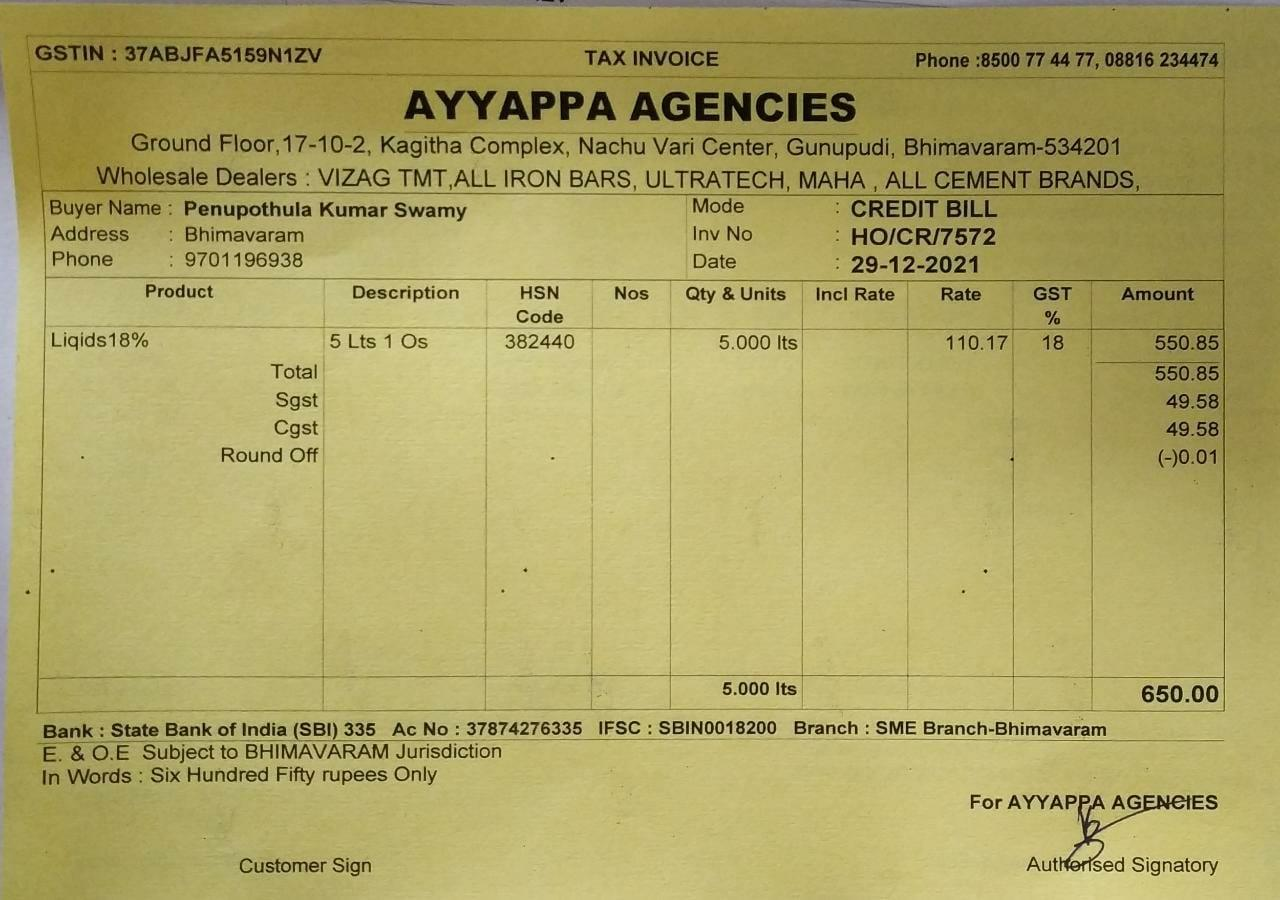 GSTIN : 37ABJFA5159N1ZV TAX INVOICE Phone :8500 77 44 77, 08816 234474
AYYAPPA AGENCIES
Ground Floor,17-10-2, Kagitha Complex, Nachu Vari Center, Gunupudi, Bhimavaram-534201
Wholesale Dealers : VIZAG TMT,ALL IRON BARS, ULTRATECH, MAHA , ALL CEMENT BRANDS,
Buyer Name : Penupothula Kumar Swamy Mode : CREDIT BILL
Address : Bhimavaram Inv No : HO/CR/7572
Phone : 9701196938 Date : 29-12-2021
Product Description HSN Code Nos Qty & Units Incl Rate Rate GST % Amount
Liqids18% 5 Lts 1 Os 382440 5.000 lts 110.17 18 550.85
Total 550.85
Sgst 49.58
Cgst 49.58
Round Off (-)0.01
5.000 lts 650.00
Bank : State Bank of India (SBI) 335 Ac No : 37874276335 IFSC : SBIN0018200 Branch : SME Branch-Bhimavaram
E. & O.E Subject to BHIMAVARAM Jurisdiction
In Words : Six Hundred Fifty rupees Only
For AYYAPPA AGENCIES
Customer Sign Authorised Signatory